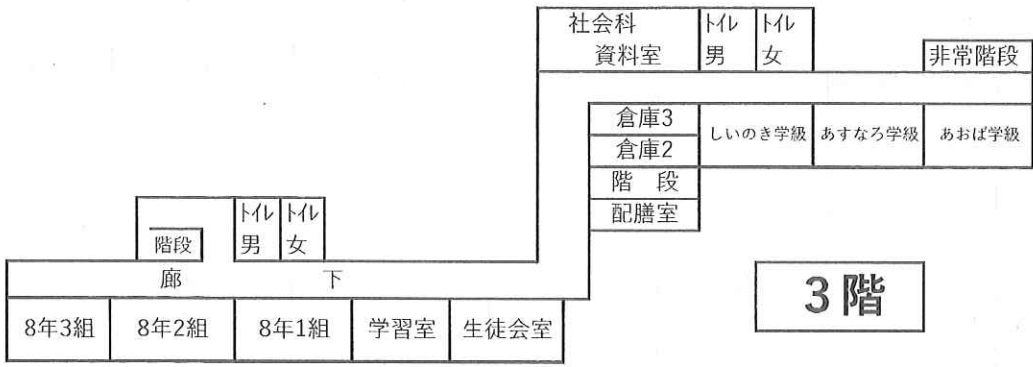 社会科
資料室
ﾄｲﾚ
男
ﾄｲﾚ
女
非常階段
倉庫3
倉庫2
階　段
配膳室
しいのき学級
あすなろ学級
あおば学級
階段
ﾄｲﾚ
男
ﾄｲﾚ
女
廊　下
8年3組
8年2組
8年1組
学習室
生徒会室
3階